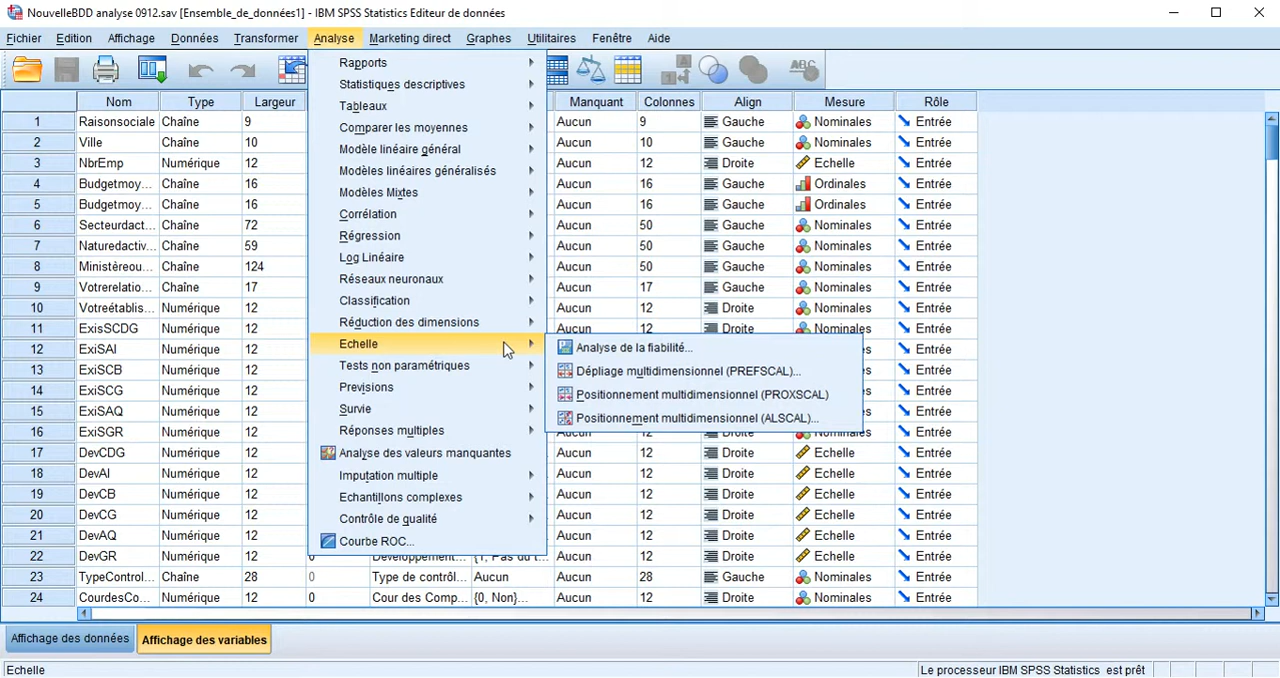 NouvelleBDD analyse 0912.sav [Ensemble_de_données1] - IBM SPSS Statistics Editeur de données
Fichier Edition Affichage Données Transformer Analyse Marketing direct Graphes Utilitaires Fenêtre Aide
Nom Type Largeur Manquant Colonnes Align Mesure Rôle
1 Raisonsociale Chaîne 9 Aucun 9 Gauche Nominales Entrée
2 Ville Chaîne 10 Aucun 10 Gauche Nominales Entrée
3 NbrEmp Numérique 12 Aucun 12 Droite Echelle Entrée
4 Budgetmoy... Chaîne 16 Aucun 16 Gauche Ordinales Entrée
5 Budgetmoy... Chaîne 16 Aucun 16 Gauche Ordinales Entrée
6 Secteurdact... Chaîne 72 Aucun 50 Gauche Nominales Entrée
7 Naturedactiv... Chaîne 59 Aucun 50 Gauche Nominales Entrée
8 Ministèreou... Chaîne 124 Aucun 50 Gauche Nominales Entrée
9 Votrerelation... Chaîne 17 Aucun 17 Gauche Nominales Entrée
10 Votreétablis... Numérique 12 Aucun 12 Droite Nominales Entrée
11 ExisSCDG Numérique 12 Aucun 12 Droite Nominales Entrée
12 ExiSAI Numérique 12 Entrée
13 ExiSCB Numérique 12 Entrée
14 ExiSCG Numérique 12 Entrée
15 ExiSAQ Numérique 12 Entrée
16 ExiSGR Numérique 12 Aucun 12 Droite Nominales Entrée
17 DevCDG Numérique 12 Aucun 12 Droite Echelle Entrée
18 DevAI Numérique 12 Aucun 12 Droite Echelle Entrée
19 DevCB Numérique 12 Aucun 12 Droite Echelle Entrée
20 DevCG Numérique 12 Aucun 12 Droite Echelle Entrée
21 DevAQ Numérique 12 Aucun 12 Droite Echelle Entrée
22 DevGR Numérique 12 0 Développement... {1, Pas du t... Aucun 12 Droite Echelle Entrée
23 TypeControl... Chaîne 28 0 Type de contrôl... Aucun Aucun 28 Gauche Nominales Entrée
24 CourdesCo... Numérique 12 0 Cour des Comp... {0, Non}... Aucun 12 Droite Nominales Entrée
Rapports
Statistiques descriptives
Tableaux
Comparer les moyennes
Modèle linéaire général
Modèles linéaires généralisés
Modèles Mixtes
Corrélation
Régression
Log Linéaire
Réseaux neuronaux
Classification
Réduction des dimensions
Echelle
Tests non paramétriques
Previsions
Survie
Réponses multiples
Analyse des valeurs manquantes
Imputation multiple
Echantillons complexes
Contrôle de qualité
Courbe ROC...
Analyse de la fiabilité...
Dépliage multidimensionnel (PREFSCAL)...
Positionnement multidimensionnel (PROXSCAL)
Positionnement multidimensionnel (ALSCAL)...
Affichage des données Affichage des variables
Echelle Le processeur IBM SPSS Statistics est prêt